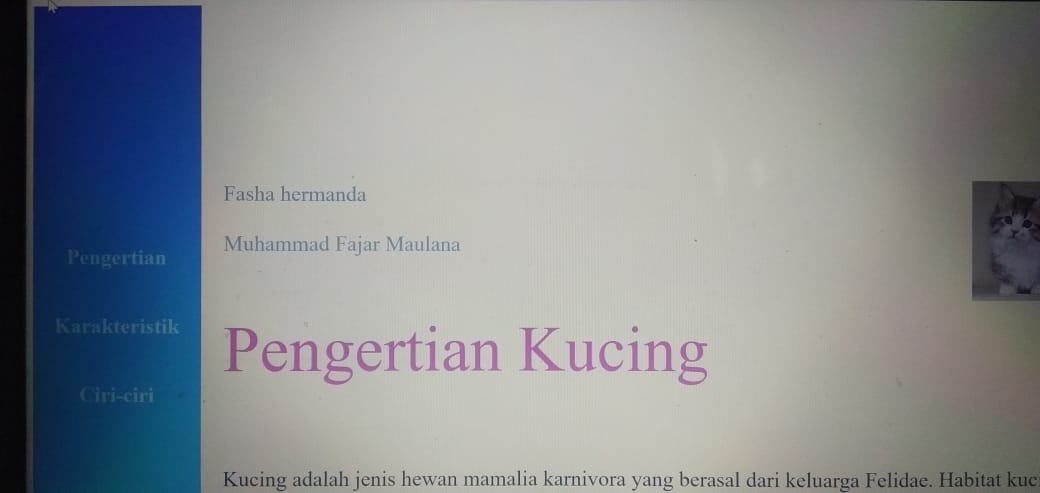 Fasha hermanda
Muhammad Fajar Maulana
Pengertian
Karakteristik
Ciri-ciri
Pengertian Kucing
Kucing adalah jenis hewan mamalia karnivora yang berasal dari keluarga Felidae. Habitat kuc